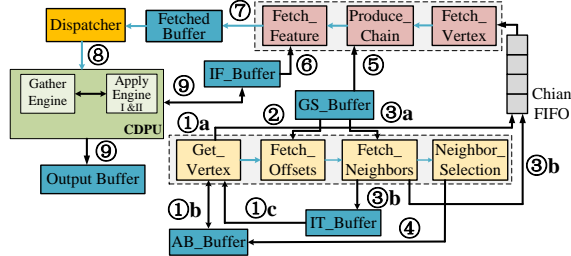 Dispatcher
Fetched
Buffer
⑦
Fetch_
Feature
Produce_
Chain
Fetch_
Vertex
⑧
Gather
Engine
Apply
Engine
I &II
CDPU
⑨
IF_Buffer
⑥
⑤
GS_Buffer
Chian
FIFO
⑨
Output Buffer
①a
②
③a
Get_
Vertex
Fetch_
Offsets
Fetch_
Neighbors
Neighbor_
Selection
③b
①b
①c
③b
IT_Buffer
④
AB_Buffer